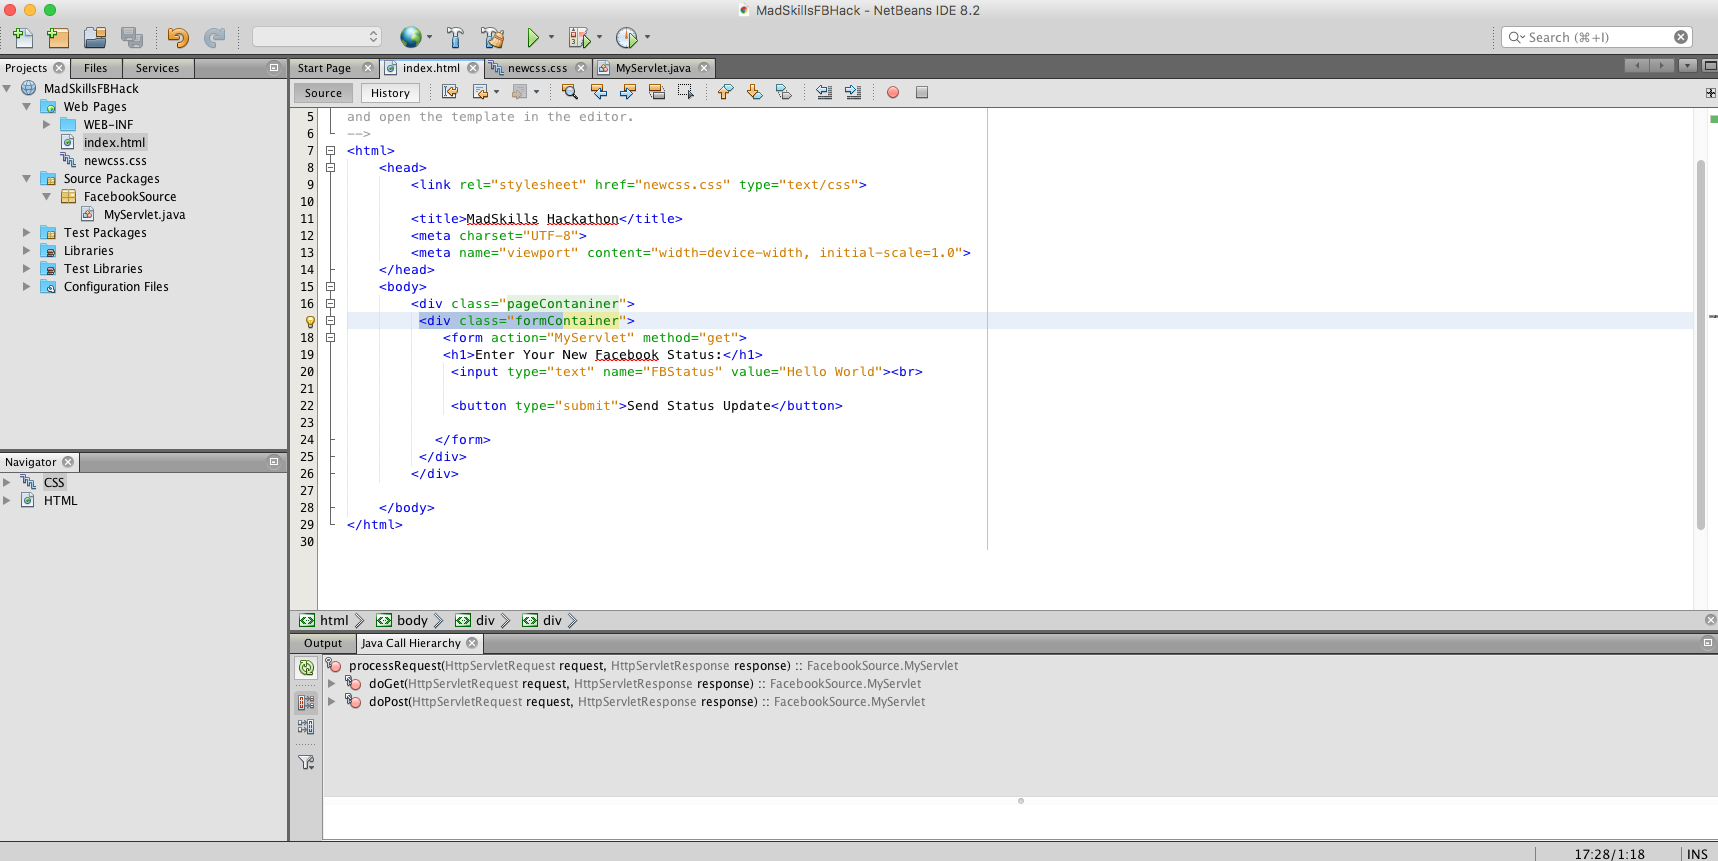 MadSkillsFBHack - NetBeans IDE 8.2
Search (⌘+I)
Projects Files Services
Start Page index.html newcss.css MyServlet.java
MadSkillsFBHack
Web Pages
WEB-INF
index.html
newcss.css
Source Packages
FacebookSource
MyServlet.java
Test Packages
Libraries
Test Libraries
Configuration Files
Navigator
CSS
HTML
Source History
5 and open the template in the editor.
6 -->
7 <html>
8 <head>
9 <link rel="stylesheet" href="newcss.css" type="text/css">
10
11 <title>MadSkills Hackathon</title>
12 <meta charset="UTF-8">
13 <meta name="viewport" content="width=device-width, initial-scale=1.0">
14 </head>
15 <body>
16 <div class="pageContaniner">
<div class="formContainer">
18 <form action="MyServlet" method="get">
19 <h1>Enter Your New Facebook Status:</h1>
20 <input type="text" name="FBStatus" value="Hello World"><br>
21
22 <button type="submit">Send Status Update</button>
23
24 </form>
25 </div>
26 </div>
27
28 </body>
29 </html>
30
html body div div
Output Java Call Hierarchy
processRequest(HttpServletRequest request, HttpServletResponse response) :: FacebookSource.MyServlet
doGet(HttpServletRequest request, HttpServletResponse response) :: FacebookSource.MyServlet
doPost(HttpServletRequest request, HttpServletResponse response) :: FacebookSource.MyServlet
17:28/1:18 INS